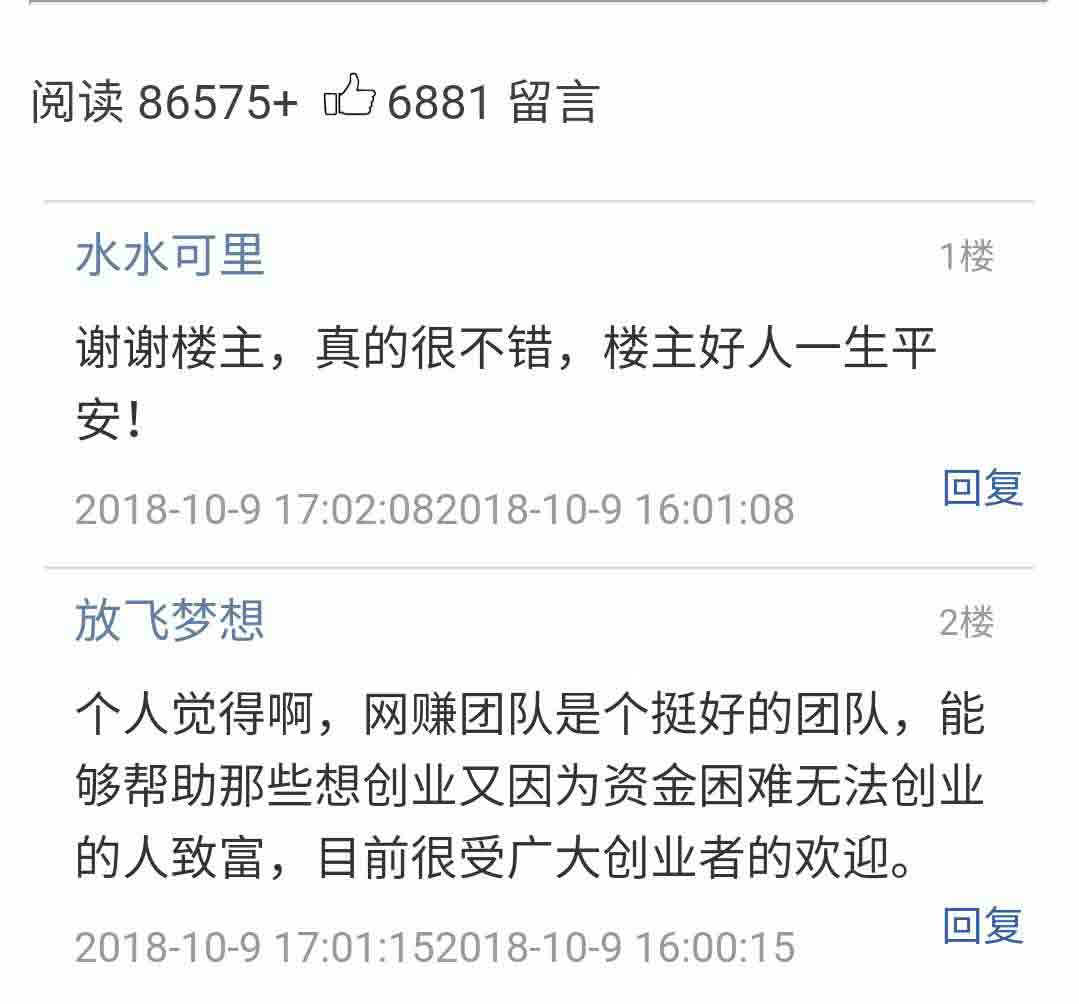 阅读 86575+ 6881 留言
水水可里 1楼
谢谢楼主，真的很不错，楼主好人一生平
安！
2018-10-9 17:02:082018-10-9 16:01:08 回复
放飞梦想 2楼
个人觉得啊，网赚团队是个挺好的团队，能
够帮助那些想创业又因为资金困难无法创业
的人致富，目前很受广大创业者的欢迎。
2018-10-9 17:01:152018-10-9 16:00:15 回复